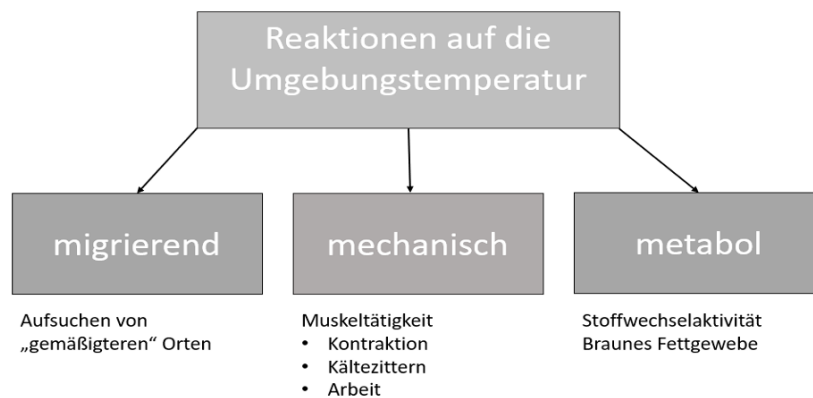 Reaktionen auf die
Umgebungstemperatur
migrierend
mechanisch
metabol
Aufsuchen von
„gemäßigteren“ Orten
Muskeltätigkeit
• Kontraktion
• Kältezittern
• Arbeit
Stoffwechselaktivität
Braunes Fettgewebe